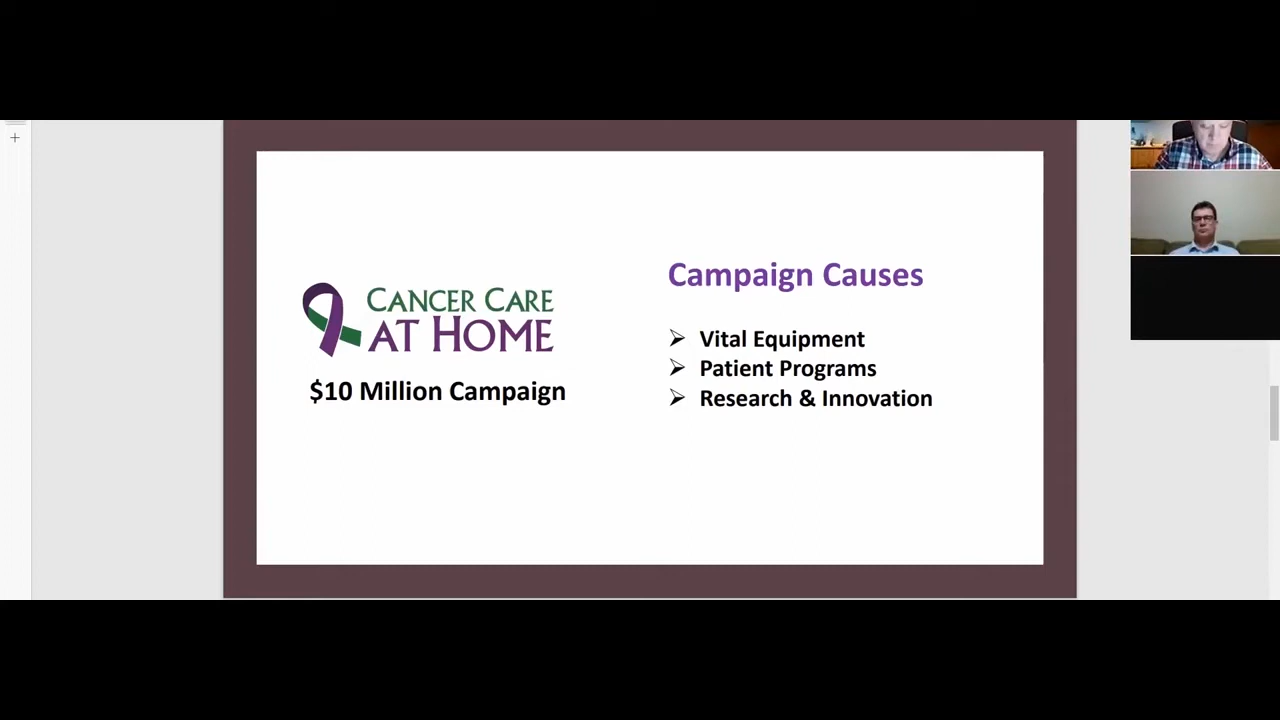 CANCER CARE
AT HOME
$10 Million Campaign
Campaign Causes
Vital Equipment
Patient Programs
Research & Innovation